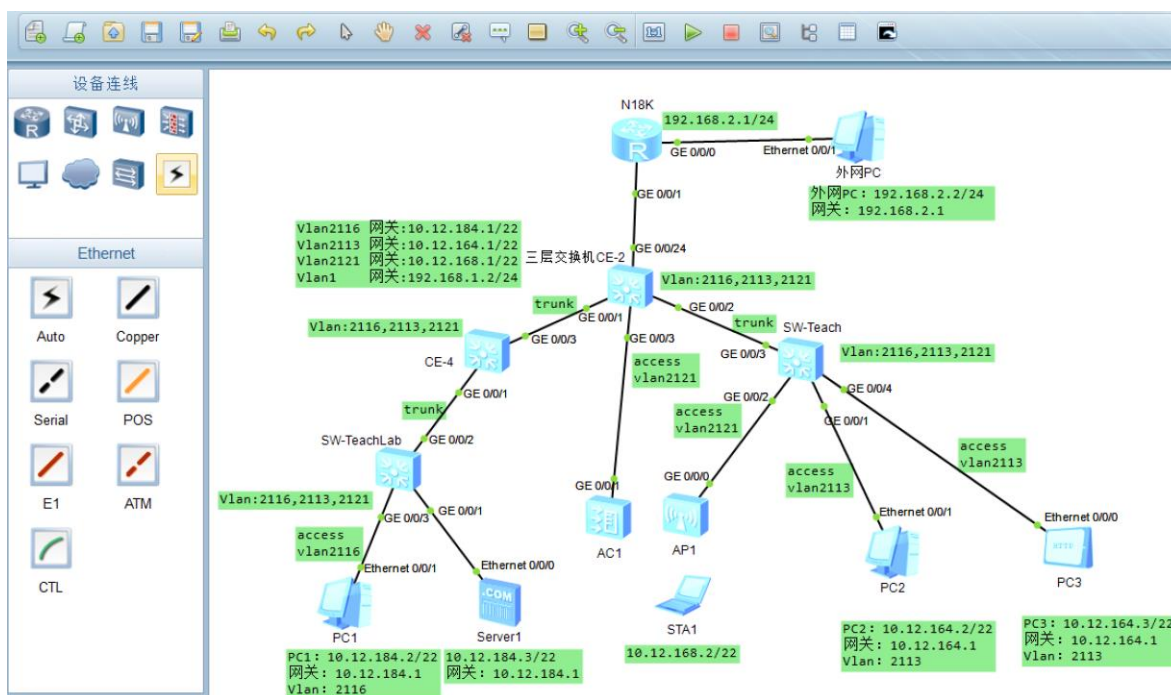 设备连线
R
Ethernet
Auto
Copper
Serial
POS
E1
ATM
CTL
N18K
192.168.2.1/24
R
GE 0/0/0
Ethernet 0/0/1
外网PC
外网PC: 192.168.2.2/24
网关: 192.168.2.1
GE 0/0/1
Vlan2116 网关:10.12.184.1/22
Vlan2113 网关:10.12.164.1/22
Vlan2121 网关:10.12.168.1/22
Vlan1 网关:192.168.1.2/24
GE 0/0/24
三层交换机CE-2
Vlan:2116,2113,2121
trunk
GE 0/0/1
GE 0/0/2
trunk
GE 0/0/3
SW-Teach
Vlan:2116,2113,2121
GE 0/0/3
GE 0/0/3
Vlan:2116,2113,2121
CE-4
access
vlan2121
GE 0/0/1
trunk
GE 0/0/2
GE 0/0/2
GE 0/0/4
GE 0/0/1
access
vlan2121
SW-TeachLab
access
vlan2113
access
vlan2113
Vlan:2116,2113,2121
GE 0/0/3
GE 0/0/1
GE 0/0/1
GE 0/0/0
access
vlan2116
Ethernet 0/0/1
Ethernet 0/0/0
Ethernet 0/0/1
Ethernet 0/0/0
AC1
AP1
.COM
PC2
PC3
PC1
Server1
STA1
PC1: 10.12.184.2/22
网关: 10.12.184.1
Vlan: 2116
10.12.184.3/22
网关: 10.12.184.1
10.12.168.2/22
PC2: 10.12.164.2/22
网关: 10.12.164.1
Vlan: 2113
PC3: 10.12.164.3/22
网关: 10.12.164.1
Vlan: 2113